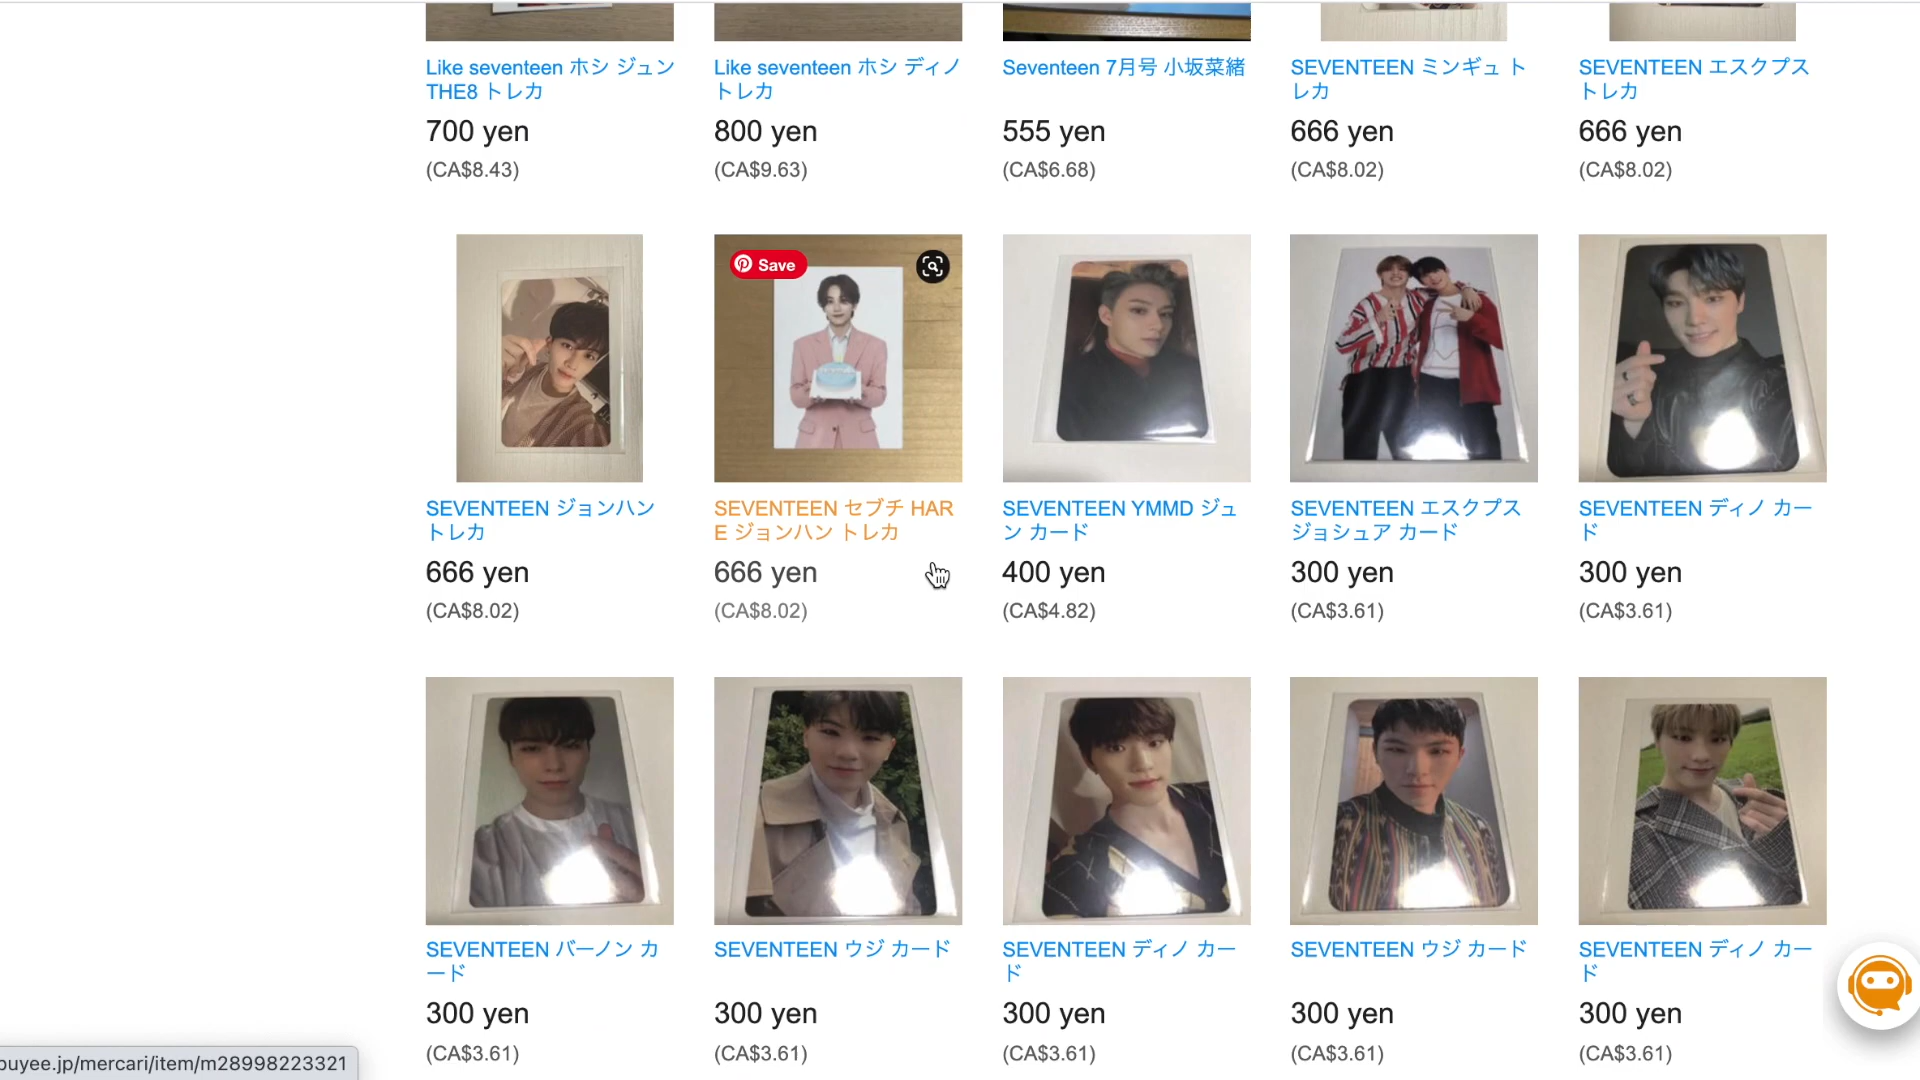 Like seventeen ホシ ジュン
THE8 トレカ
700 yen
(CA$8.43)
Like seventeen ホシ ディノ
トレカ
800 yen
(CA$9.63)
Seventeen 7月号 小坂菜緒
555 yen
(CA$6.68)
SEVENTEEN ミンギュ ト
レカ
666 yen
(CA$8.02)
SEVENTEEN エスクプス
トレカ
666 yen
(CA$8.02)
SEVENTEEN ジョンハン
トレカ
666 yen
(CA$8.02)
Save
SEVENTEEN セブチ HAR
E ジョンハン トレカ
666 yen
(CA$8.02)
SEVENTEEN YMMD ジュ
ン カード
400 yen
(CA$4.82)
SEVENTEEN エスクプス
ジョシュア カード
300 yen
(CA$3.61)
SEVENTEEN ディノ カー
ド
300 yen
(CA$3.61)
SEVENTEEN バーノン カ
ード
300 yen
(CA$3.61)
SEVENTEEN ウジ カード
300 yen
(CA$3.61)
SEVENTEEN ディノ カー
ド
300 yen
(CA$3.61)
SEVENTEEN ウジ カード
300 yen
(CA$3.61)
SEVENTEEN ディノ カー
ド
300 yen
(CA$3.61)
buyee.jp/mercari/item/m28998223321